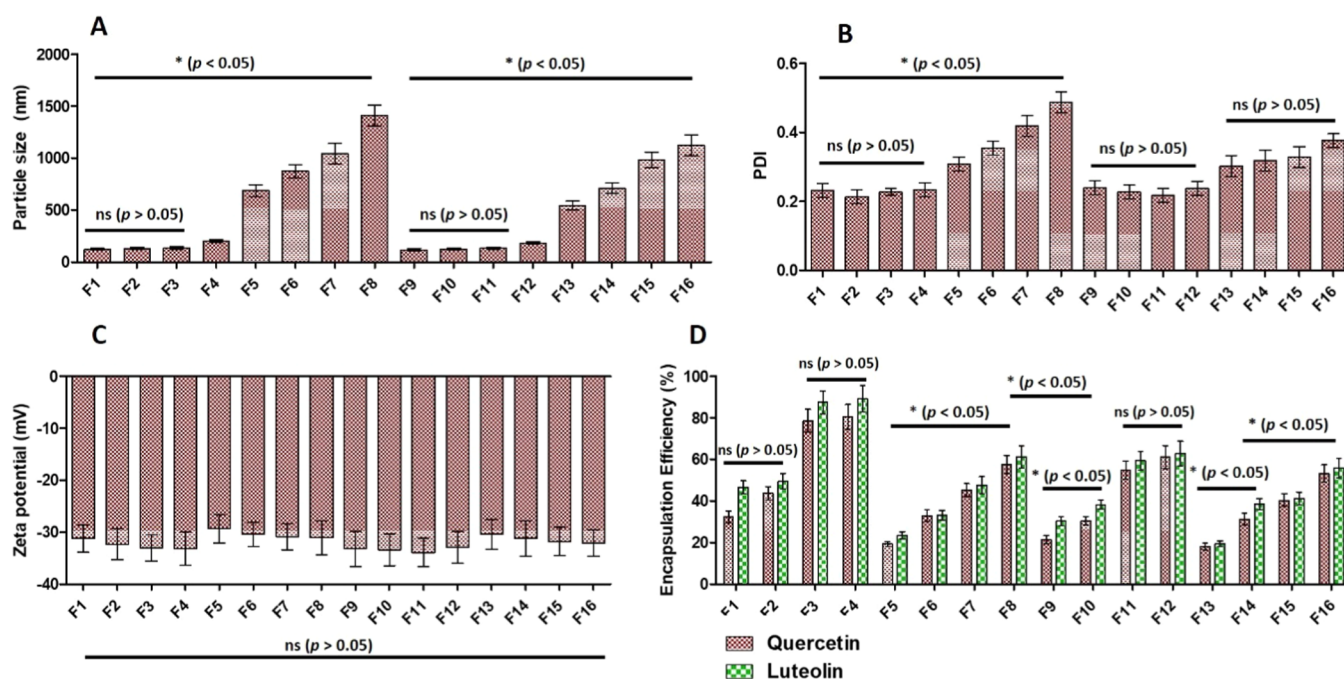 A
* (p < 0.05)
* (p < 0.05)
ns (p > 0.05)
ns (p > 0.05)
Particle size (nm)
2000
1500
1000
500
0
F1 F2 F3 F4 F5 F6 F7 F8 F9 F10 F11 F12 F13 F14 F15 F16
B
* (p < 0.05)
ns (p > 0.05)
ns (p > 0.05)
ns (p > 0.05)
PDI
0.6
0.4
0.2
0.0
F1 F2 F3 F4 F5 F6 F7 F8 F9 F10 F11 F12 F13 F14 F15 F16
C
Zeta potential (mV)
0
-10
-20
-30
-40
F1 F2 F3 F4 F5 F6 F7 F8 F9 F10 F11 F12 F13 F14 F15 F16
ns (p > 0.05)
D
ns (p > 0.05)
* (p < 0.05)
* (p < 0.05)
ns (p > 0.05)
* (p < 0.05)
ns (p > 0.05)
* (p < 0.05)
* (p < 0.05)
Encapsulation Efficiency (%)
100
80
60
40
20
0
F1 F2 F3 F4 F5 F6 F7 F8 F9 F10 F11 F12 F13 F14 F15 F16
Quercetin
Luteolin